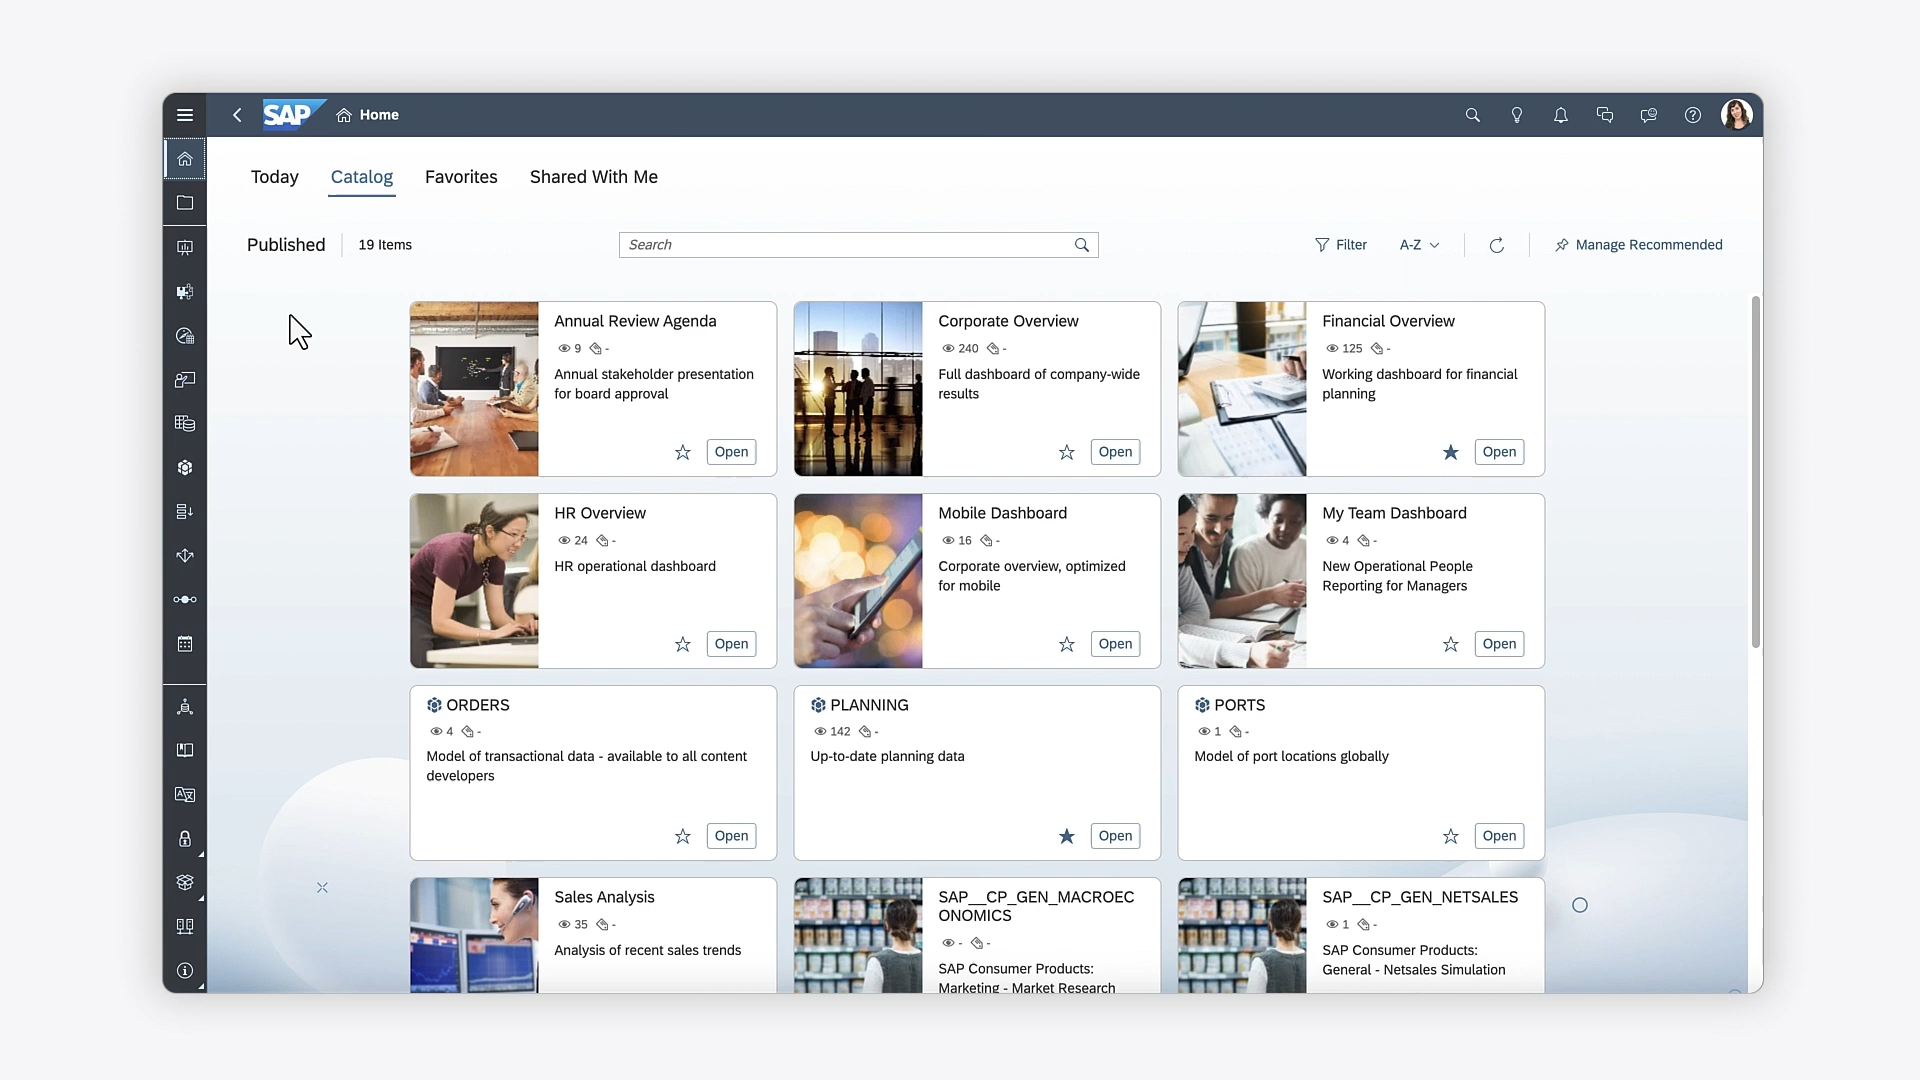 SAP Home
Today Catalog Favorites Shared With Me
Published 19 Items Search Filter A-Z Manage Recommended
Annual Review Agenda
9 -
Annual stakeholder presentation
for board approval
Open
Corporate Overview
240 -
Full dashboard of company-wide
results
Open
Financial Overview
125 -
Working dashboard for financial
planning
Open
HR Overview
24 -
HR operational dashboard
Open
Mobile Dashboard
16 -
Corporate overview, optimized
for mobile
Open
My Team Dashboard
4 -
New Operational People
Reporting for Managers
Open
ORDERS
4 -
Model of transactional data - available to all content
developers
Open
PLANNING
142 -
Up-to-date planning data
Open
PORTS
1 -
Model of port locations globally
Open
Sales Analysis
35 -
Analysis of recent sales trends
SAP__CP_GEN_MACROEC
ONOMICS
- -
SAP Consumer Products:
Marketing - Market Research
SAP__CP_GEN_NETSALES
1 -
SAP Consumer Products:
General - Netsales Simulation